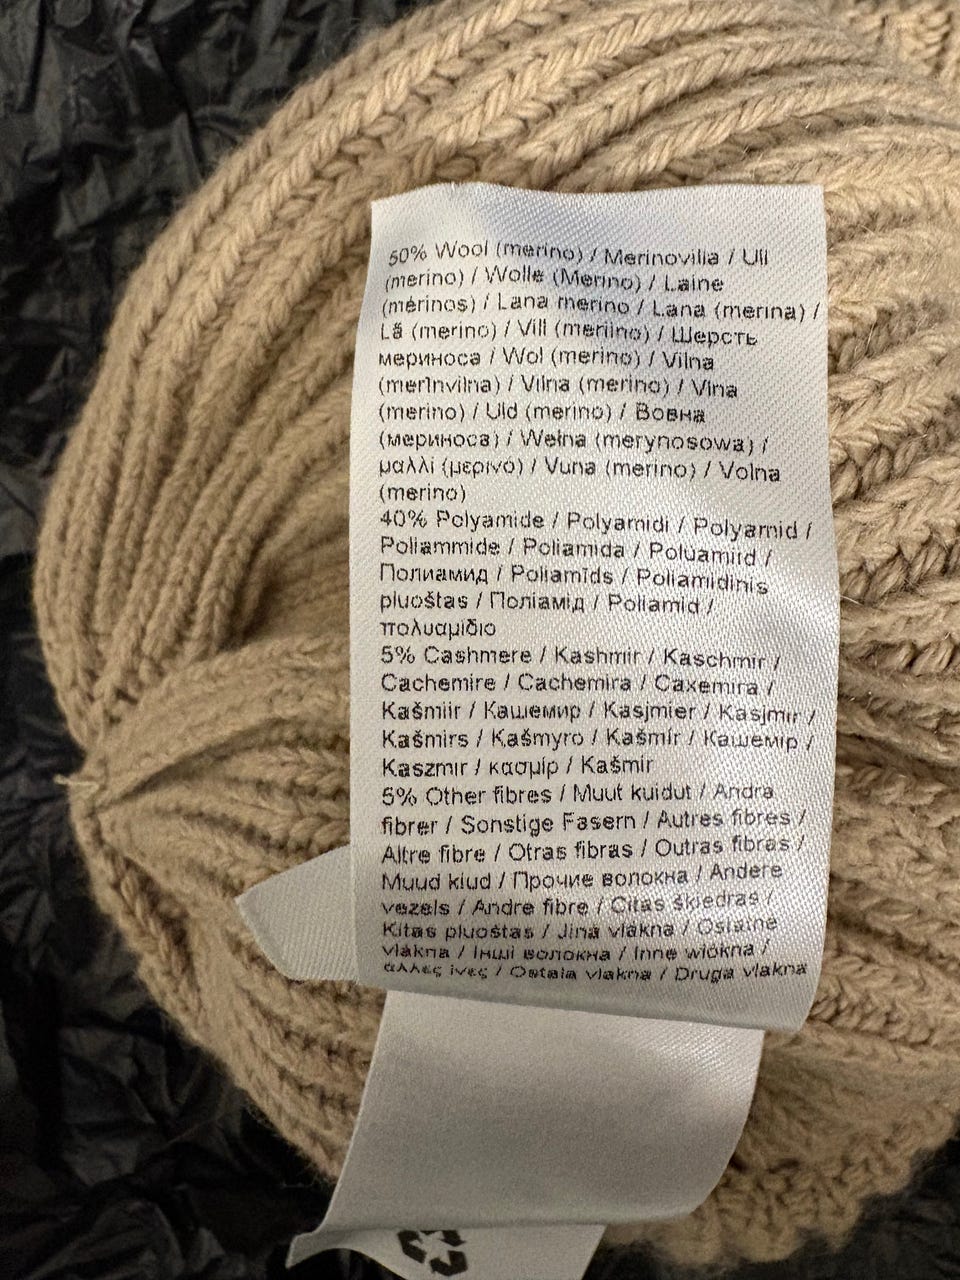 50% Wool (merino) / Merinovilla / Ull
(merino) / Wolle (Merino) / Laine
(mérinos) / Lana merino / Lana (merina) /
Lã (merino) / Vill (meriino) / Шерсть
мериноса / Wol (merino) / Vilna
(merīnvilna) / Vilna (merino) / Vlna
(merino) / Uld (merino) / Вовна
(мериноса) / Wełna (merynosowa) /
μαλλί (μερινό) / Vuna (merino) / Volna
(merino)
40% Polyamide / Polyamidi / Polyamid /
Poliammide / Poliamida / Polüamiid /
Полиамид / Poliamīds / Poliamidinis
pluoštas / Поліамід / Poliamid /
πολυαμίδιο
5% Cashmere / Kashmir / Kaschmir /
Cachemire / Cachemira / Caxemira /
Kašmiir / Кашемир / Kasjmier / Kasjmir /
Kašmirs / Kašmyro / Kašmír / Кашемір /
Kaszmir / κασμίρ / Kašmir
5% Other fibres / Muut kuidut / Andra
fibrer / Sonstige Fasern / Autres fibres /
Altre fibre / Otras fibras / Outras fibras /
Muud kiud / Прочие волокна / Andere
vezels / Andre fibre / Citas šķiedras /
Kitas pluoštas / Jiná vlákna / Ostatné
vlákna / Інші волокна / Inne włókna /
άλλες ίνες / Ostala vlakna / Druga vlakna